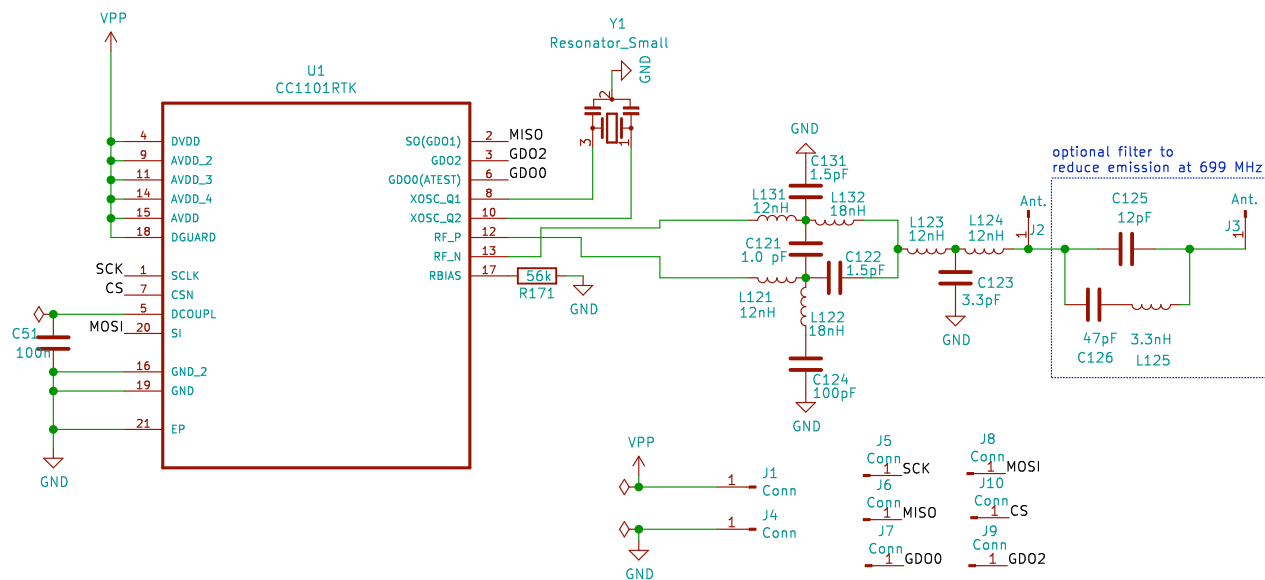 VPP
U1
CC1101RTK
4 DVDD
9 AVDD_2
11 AVDD_3
14 AVDD_4
15 AVDD
18 DGUARD
SCK 1 SCLK
CS 7 CSN
5 DCOUPL
MOSI 20 SI
16 GND_2
19 GND
21 EP
C51
100n
GND
SO(GDO1) 2 MISO
GDO2 3 GDO2
GDO0(ATEST) 6 GDO0
XOSC_Q1 8
XOSC_Q2 10
RF_P 12
RF_N 13
RBIAS 17
56k
R171
GND
Y1
Resonator_Small
GND
2
3
1
GND
C131
1.5pF
L131
12nH
L132
18nH
C121
1.0 pF
C122
1.5pF
L121
12nH
L122
18nH
C124
100pF
GND
L123
12nH
L124
12nH
C123
3.3pF
GND
Ant.
1
J2
optional filter to
reduce emission at 699 MHz
C125
12pF
Ant.
J3
1
47pF
C126
3.3nH
L125
VPP
1
J1
Conn
1
J4
Conn
GND
J5
Conn
1 SCK
J6
Conn
1 MISO
J7
Conn
1 GDO0
J8
Conn
1 MOSI
J10
Conn
1 CS
J9
Conn
1 GDO2